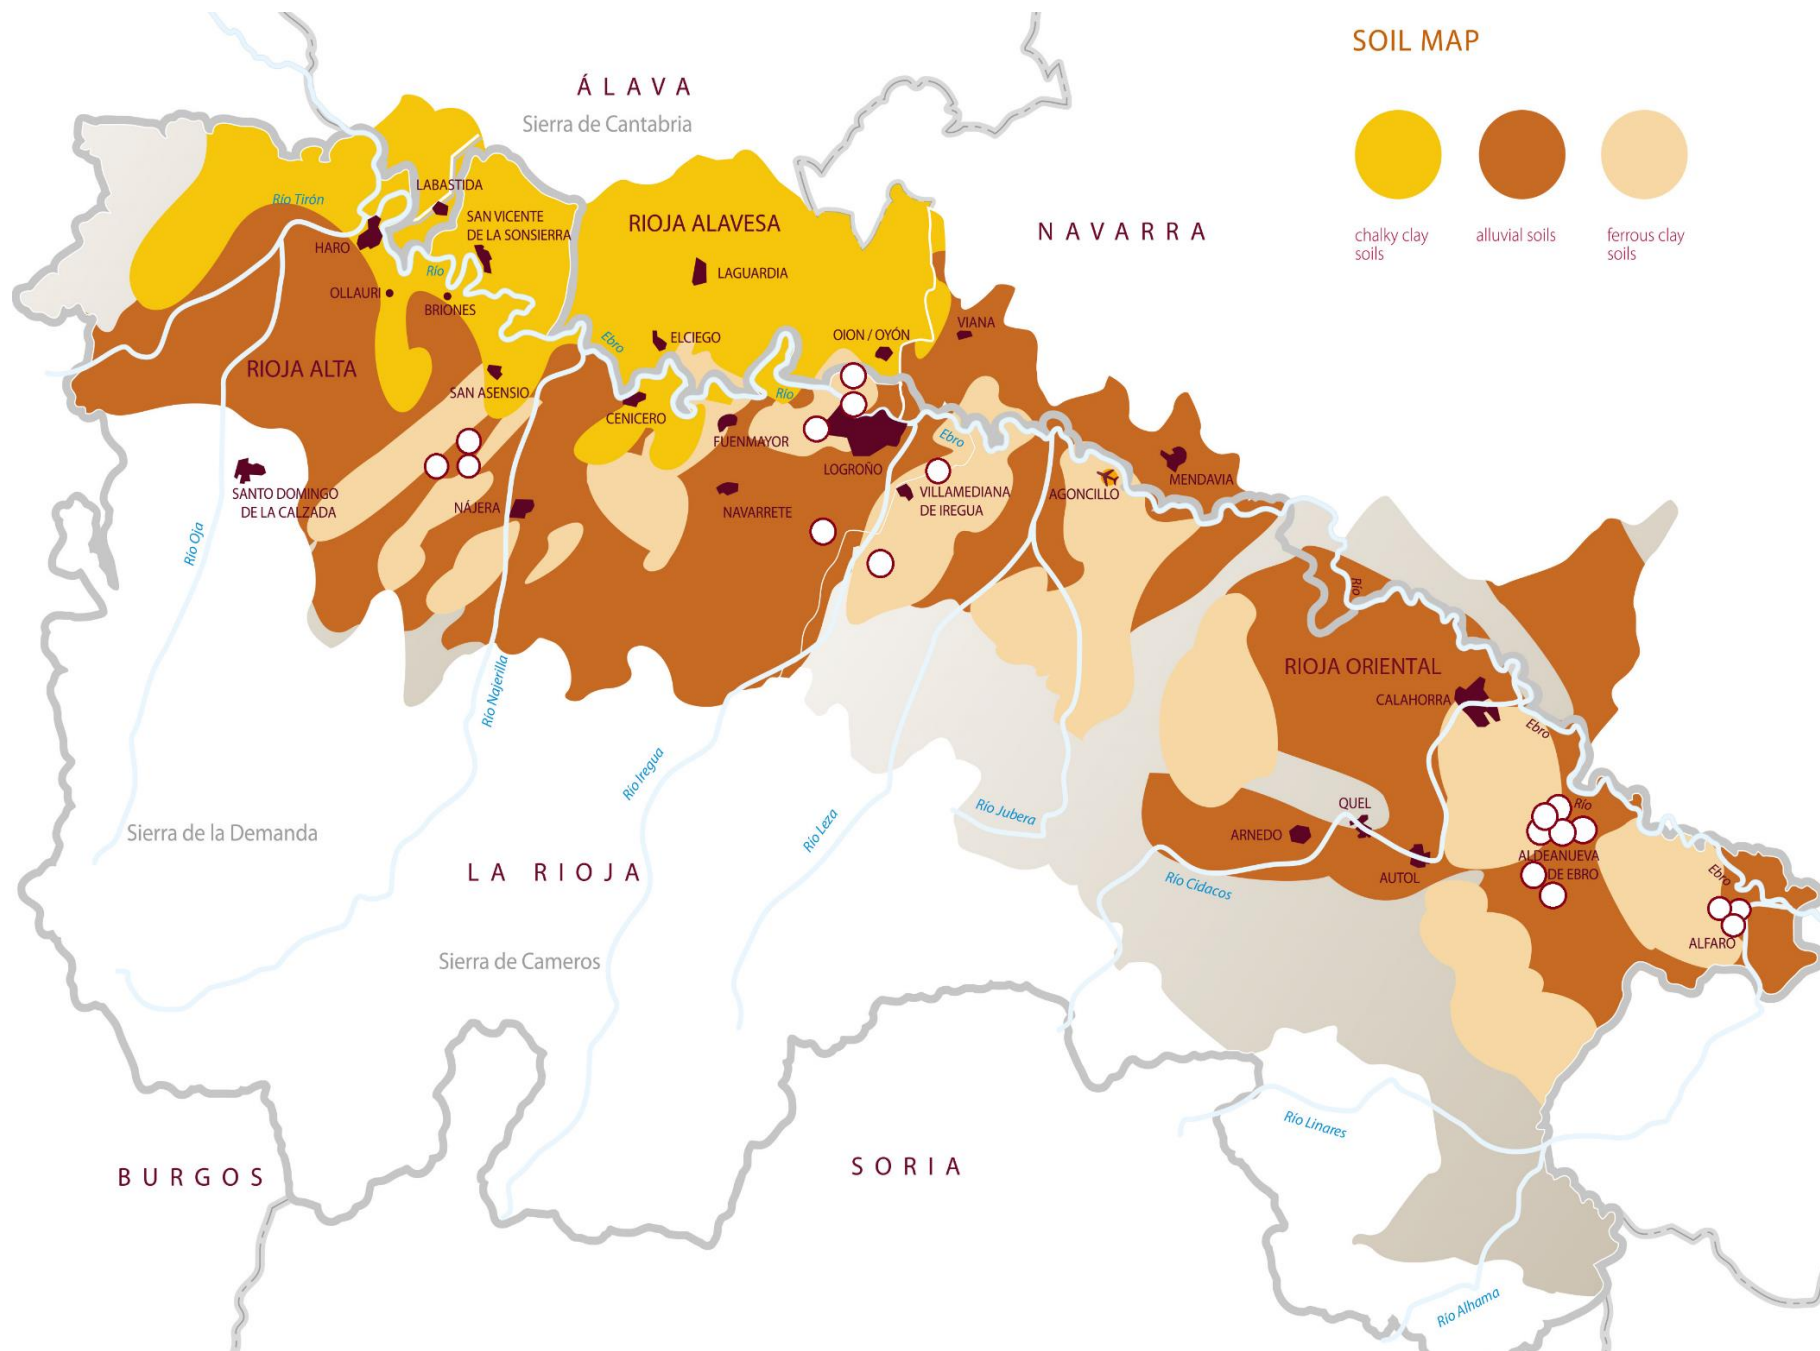 SOIL MAP
ÁLAVA
Sierra de Cantabria
chalky clay
soils
alluvial soils
ferrous clay
soils
NAVARRA
LABASTIDA
Río Tirón
SAN VICENTE
DE LA SONSIERRA
RIOJA ALAVESA
HARO
Río
LAGUARDIA
OLLAURI
BRIONES
Ebro
ELCIEGO
OION / OYÓN
VIANA
RIOJA ALTA
SAN ASENSIO
Río
CENICERO
FUENMAYOR
Ebro
LOGROÑO
SANTO DOMINGO
DE LA CALZADA
NÁJERA
NAVARRETE
VILLAMEDIANA
DE IREGUA
AGONCILLO
MENDAVIA
Río Oja
Río
Río Najerilla
RIOJA ORIENTAL
CALAHORRA
Ebro
Río Iregua
Río Leza
Río Jubera
QUEL
Río
ARNEDO
Sierra de la Demanda
ALDEANUEVA
DE EBRO
AUTOL
LA RIOJA
Río Cidacos
Ebro
Sierra de Cameros
ALFARO
Río Linares
BURGOS
SORIA
Río Alhama